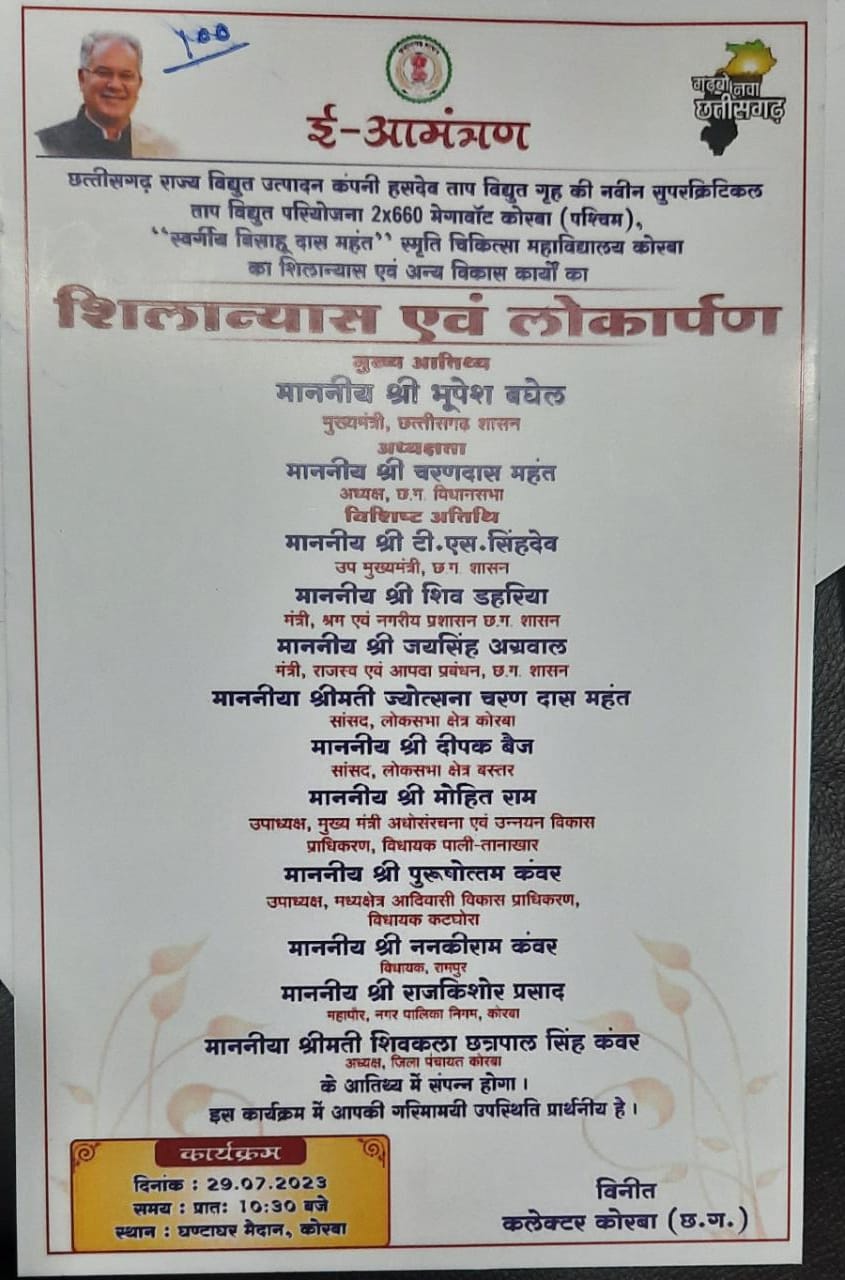 १००
छत्तीसगढ़ शासन
गढ़बो नवा
छत्तीसगढ़
ई-आमंत्रण
छत्तीसगढ़ राज्य विद्युत उत्पादन कंपनी हसदेव ताप विद्युत गृह की नवीन सुपरक्रिटिकल
ताप विद्युत परियोजना 2x660 मेगावॉट कोरबा (पश्चिम),
“स्वर्गीय बिसाहू दास महंत” स्मृति चिकित्सा महाविद्यालय कोरबा
का शिलान्यास एवं अन्य विकास कार्यों का
शिलान्यास एवं लोकार्पण
मुख्य आतिथ्य
माननीय श्री भूपेश बघेल
मुख्यमंत्री, छत्तीसगढ़ शासन
अध्यक्षता
माननीय श्री चरणदास महंत
अध्यक्ष, छ.ग. विधानसभा
विशिष्ट अतिथि
माननीय श्री टी.एस.सिंहदेव
उप मुख्यमंत्री, छ.ग. शासन
माननीय श्री शिव डहरिया
मंत्री, श्रम एवं नगरीय प्रशासन छ.ग. शासन
माननीय श्री जयसिंह अग्रवाल
मंत्री, राजस्व एवं आपदा प्रबंधन, छ.ग. शासन
माननीया श्रीमती ज्योत्सना चरण दास महंत
सांसद, लोकसभा क्षेत्र कोरबा
माननीय श्री दीपक बैज
सांसद, लोकसभा क्षेत्र बस्तर
माननीय श्री मोहित राम
उपाध्यक्ष, मुख्य मंत्री अधोसंरचना एवं उन्नयन विकास
प्राधिकरण, विधायक पाली-तानाखार
माननीय श्री पुरूषोत्तम कंवर
उपाध्यक्ष, मध्यक्षेत्र आदिवासी विकास प्राधिकरण,
विधायक कटघोरा
माननीय श्री ननकीराम कंवर
विधायक, रामपुर
माननीय श्री राजकिशोर प्रसाद
महापौर, नगर पालिका निगम, कोरबा
माननीया श्रीमती शिवकला छत्रपाल सिंह कंवर
अध्यक्ष, जिला पंचायत कोरबा
के आतिथ्य में संपन्न होगा ।
इस कार्यक्रम में आपकी गरिमामयी उपस्थिति प्रार्थनीय हे ।
कार्यक्रम
दिनांक : 29.07.2023
समय : प्रातः 10:30 बजे
स्थान : घण्टाघर मैदान, कोरबा
विनीत
कलेक्टर कोरबा (छ.ग.)